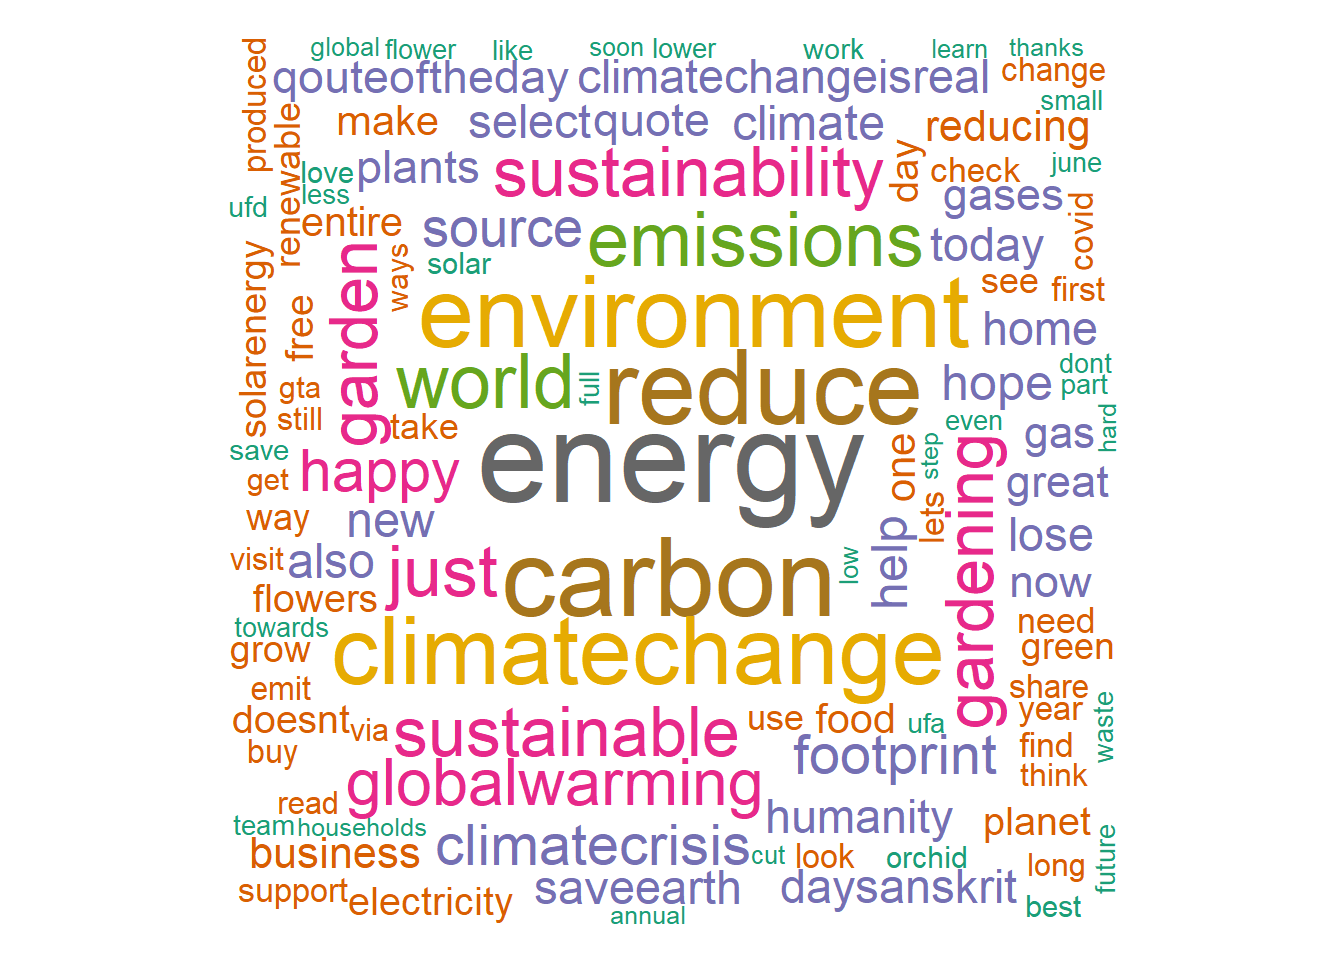 global flower like soon lower work learn thanks
produced qouteoftheday climatechangeisreal change
small
renewable make select quote climate reducing
love plants sustainability day check june
less
ufd entire source emissions gases
today covid
solarenergy garden ways solar
free environment see first
home
gta world full reduce hope dont
part
still take even hard
save happy energy one step gas
get great
way new lets gardening lose
visit also just carbon low help now
flowers
towards climatechange need
grow green
emit share
doesnt via sustainable use food ufa year waste
buy footprint find
globalwarming think
read
team households humanity planet
business climatecrisis cut look orchid long future
support electricity saveearth daysanskrit best
annual